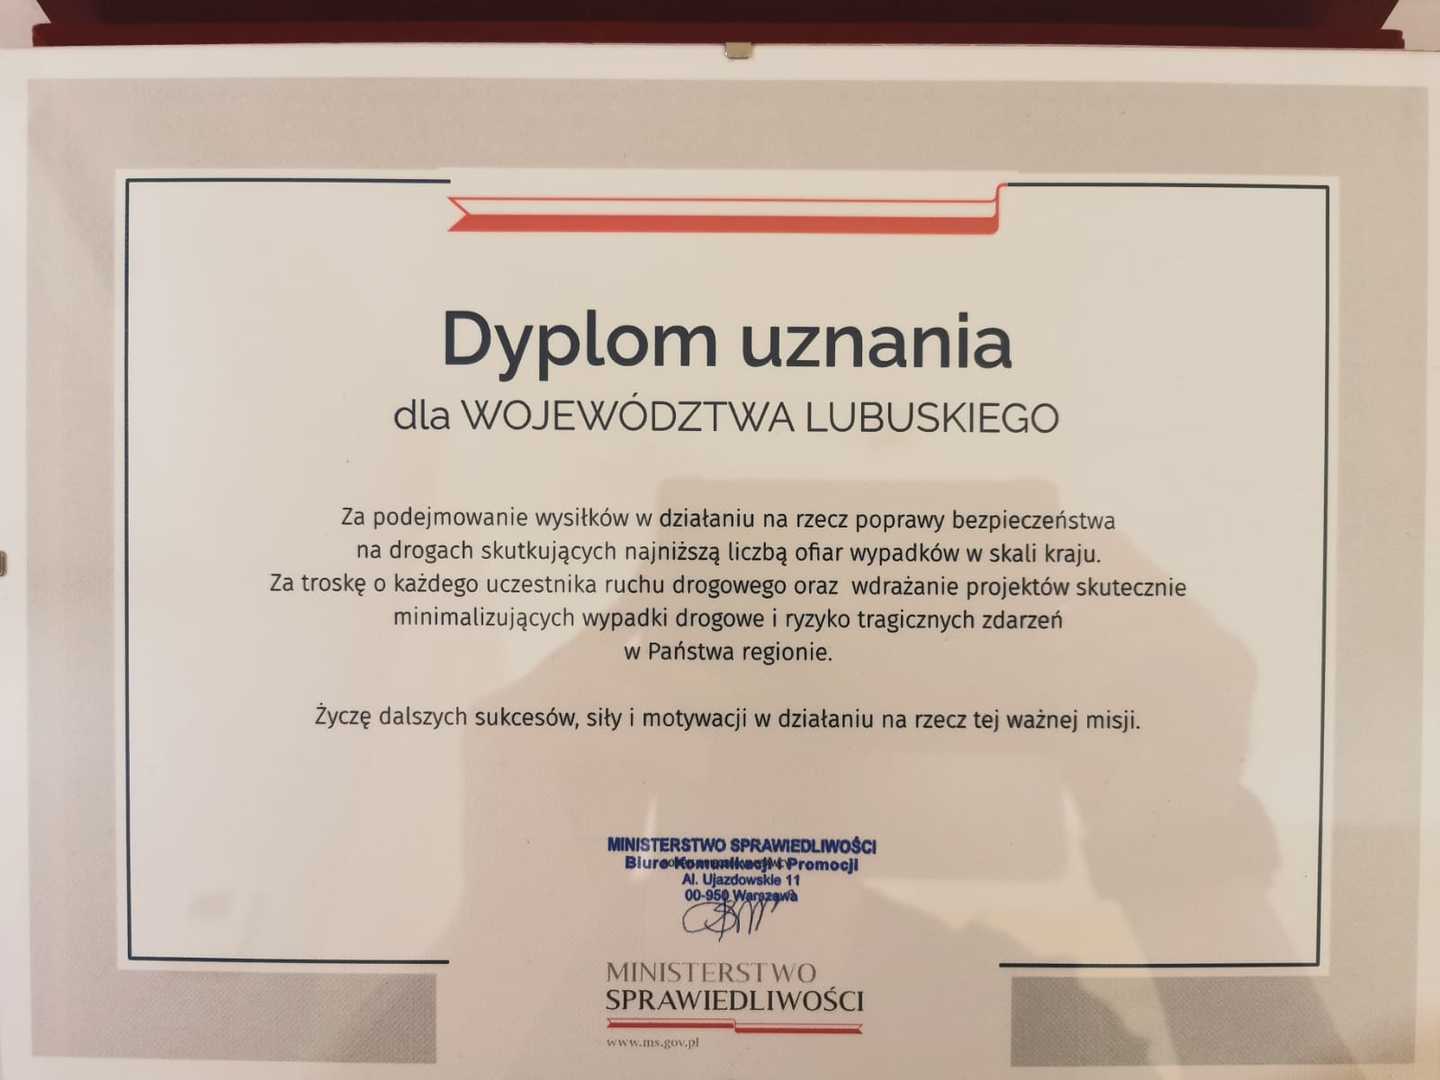 Dyplom uznania
dla WOJEWÓDZTWA LUBUSKIEGO
Za podejmowanie wysiłków w działaniu na rzecz poprawy bezpieczeństwa
na drogach skutkujących najniższą liczbą ofiar wypadków w skali kraju.
Za troskę o każdego uczestnika ruchu drogowego oraz wdrażanie projektów skutecznie
minimalizujących wypadki drogowe i ryzyko tragicznych zdarzeń
w Państwa regionie.
Życzę dalszych sukcesów, siły i motywacji w działaniu na rzecz tej ważnej misji.
MINISTERSTWO SPRAWIEDLIWOŚCI
Biuro Komunikacji i Promocji
Al. Ujazdowskie 11
00-950 Warszawa
MINISTERSTWO
SPRAWIEDLIWOŚCI
www.ms.gov.pl